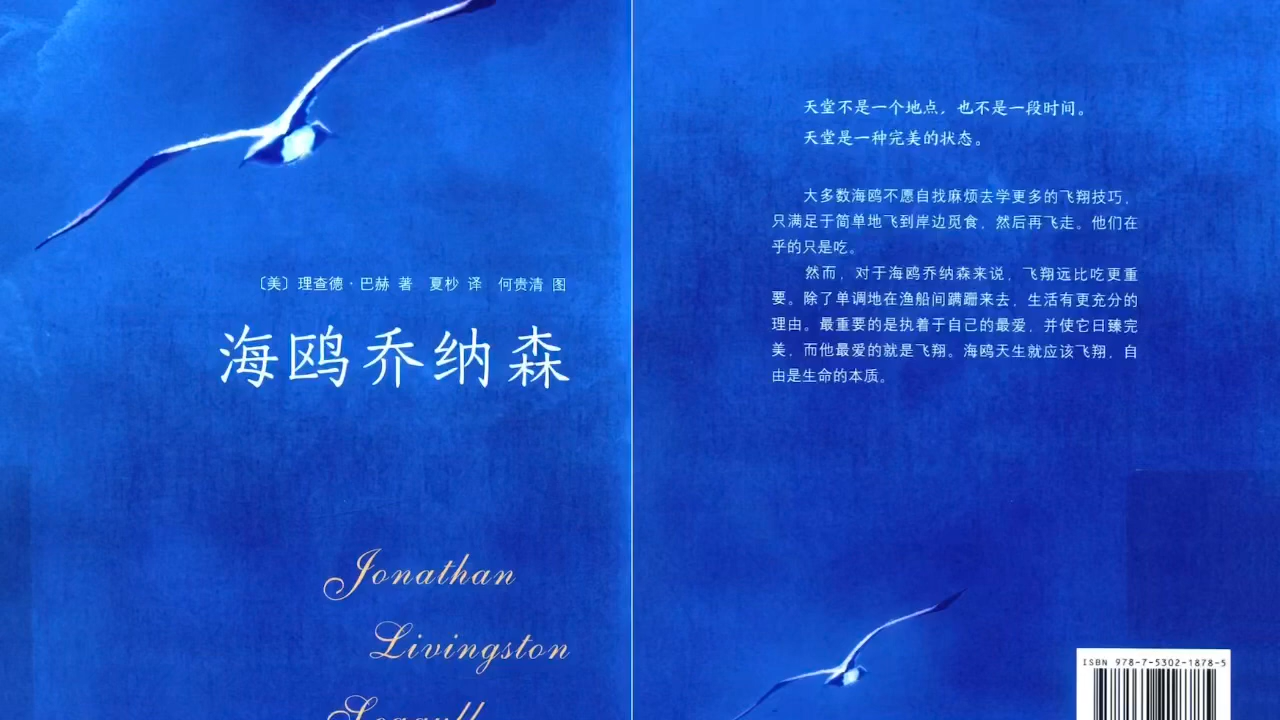 〔美〕理查德·巴赫 著 夏杪 译 何贵清 图
海鸥乔纳森
Jonathan
Livingston
Seagull
天堂不是一个地点，也不是一段时间。
天堂是一种完美的状态。
大多数海鸥不愿自找麻烦去学更多的飞翔技巧，
只满足于简单地飞到岸边觅食，然后再飞走。他们在
乎的只是吃。
然而，对于海鸥乔纳森来说，飞翔远比吃更重
要。除了单调地在渔船间蹒跚来去，生活有更充分的
理由。最重要的是执着于自己的最爱，并使它日臻完
美，而他最爱的就是飞翔。海鸥天生就应该飞翔，自
由是生命的本质。
ISBN 978-7-5302-1878-5